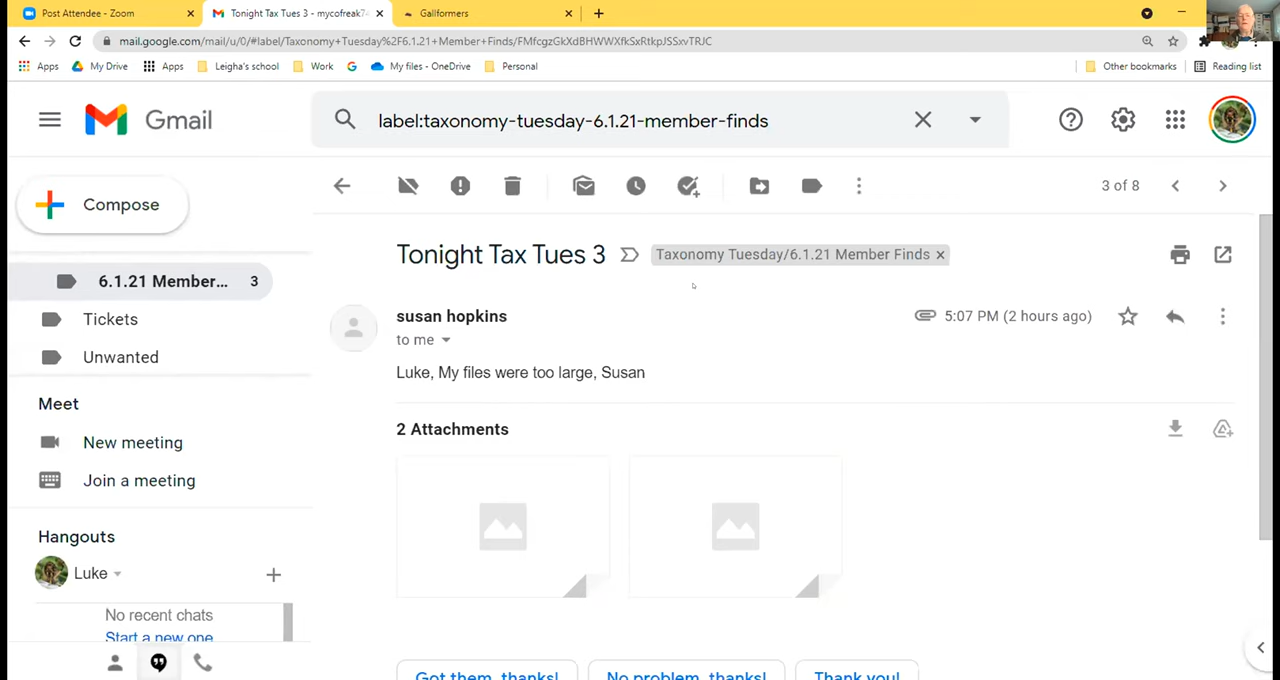 Post Attendee - Zoom
Tonight Tax Tues 3 - mycofreak7
Gallformers
mail.google.com/mail/u/0/#label/Taxonomy+Tuesday%2F6.1.21+Member+Finds/FMfcgzGkXdBHWWXfkSxRtkpJSSxvTRJC
Apps
My Drive
Apps
Leigha's school
Work
My files - OneDrive
Personal
Other bookmarks
Reading list
Gmail
label:taxonomy-tuesday-6.1.21-member-finds
Compose
3 of 8
Tonight Tax Tues 3
Taxonomy Tuesday/6.1.21 Member Finds ×
6.1.21 Member... 3
Tickets
Unwanted
susan hopkins
5:07 PM (2 hours ago)
to me
Luke, My files were too large, Susan
Meet
New meeting
Join a meeting
2 Attachments
Hangouts
Luke
No recent chats
Start a new one
Got them, thanks!
No problem, thanks!
Thank you!